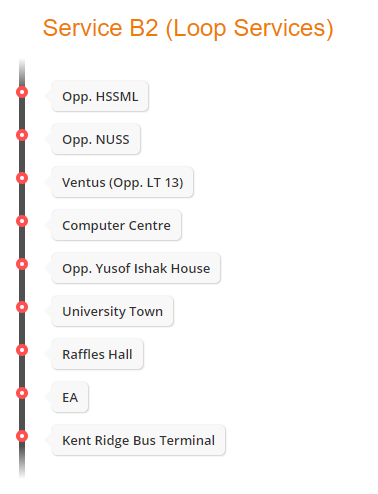 Service B2 (Loop Services)
Opp. HSSML
Opp. NUSS
Ventus (Opp. LT 13)
Computer Centre
Opp. Yusof Ishak House
University Town
Raffles Hall
EA
Kent Ridge Bus Terminal